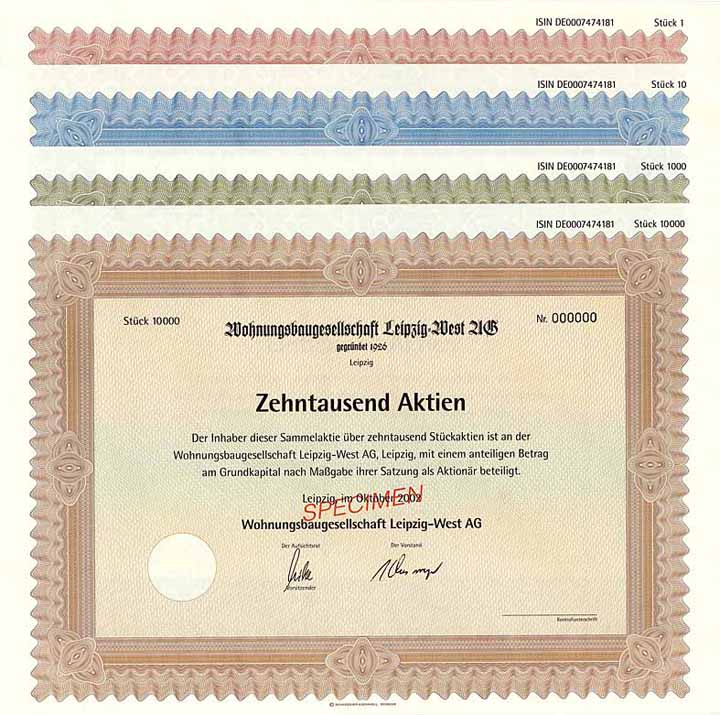 ISIN DE0007474181 Stück 1
ISIN DE0007474181 Stück 10
ISIN DE0007474181 Stück 1000
ISIN DE0007474181 Stück 10000
Stück 10000
Wohnungsbaugesellschaft Leipzig-West AG
Nr. 000000
gegründet 1926
Leipzig
Zehntausend Aktien
Der Inhaber dieser Sammelaktie über zehntausend Stückaktien ist an der
Wohnungsbaugesellschaft Leipzig-West AG, Leipzig, mit einem anteiligen Betrag
am Grundkapital nach Maßgabe ihrer Satzung als Aktionär beteiligt.
Leipzig, im Oktober 2002
SPECIMEN
Wohnungsbaugesellschaft Leipzig-West AG
Der Aufsichtsrat Der Vorstand
Vorsitzender
Kontrollunterschrift